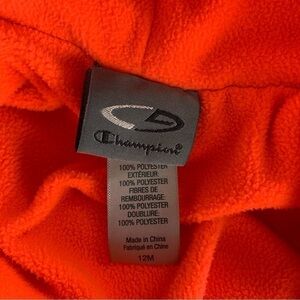 Champion
100% POLYESTER
EXTÉRIEUR:
100% POLYESTER
FIBRES DE
REMBOURRAGE:
100% POLYESTER
DOUBLURE:
100% POLYESTER
Made in China
Fabriqué en Chine
12M